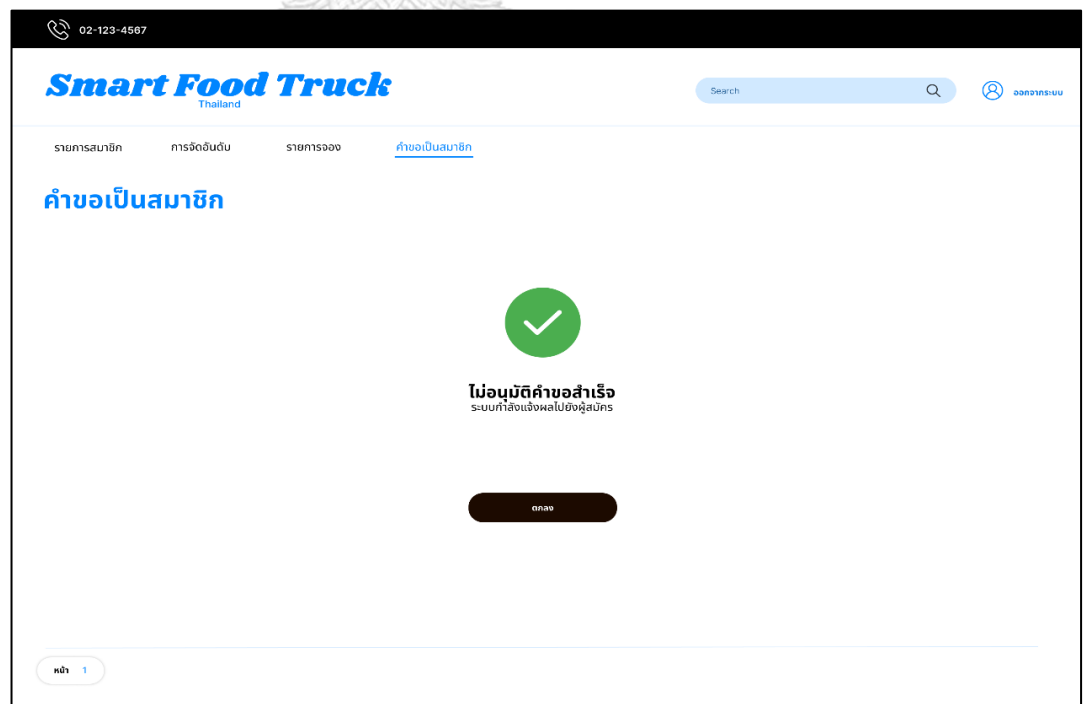 02-123-4567
Smart Food Truck
Thailand
Search
ออกจากระบบ
รายการสมาชิก การจัดอันดับ รายการจอง คำขอเป็นสมาชิก
คำขอเป็นสมาชิก
ไม่อนุมัติคำขอสำเร็จ
ระบบกำลังแจ้งผลไปยังผู้สมัคร
ตกลง
หน้า 1